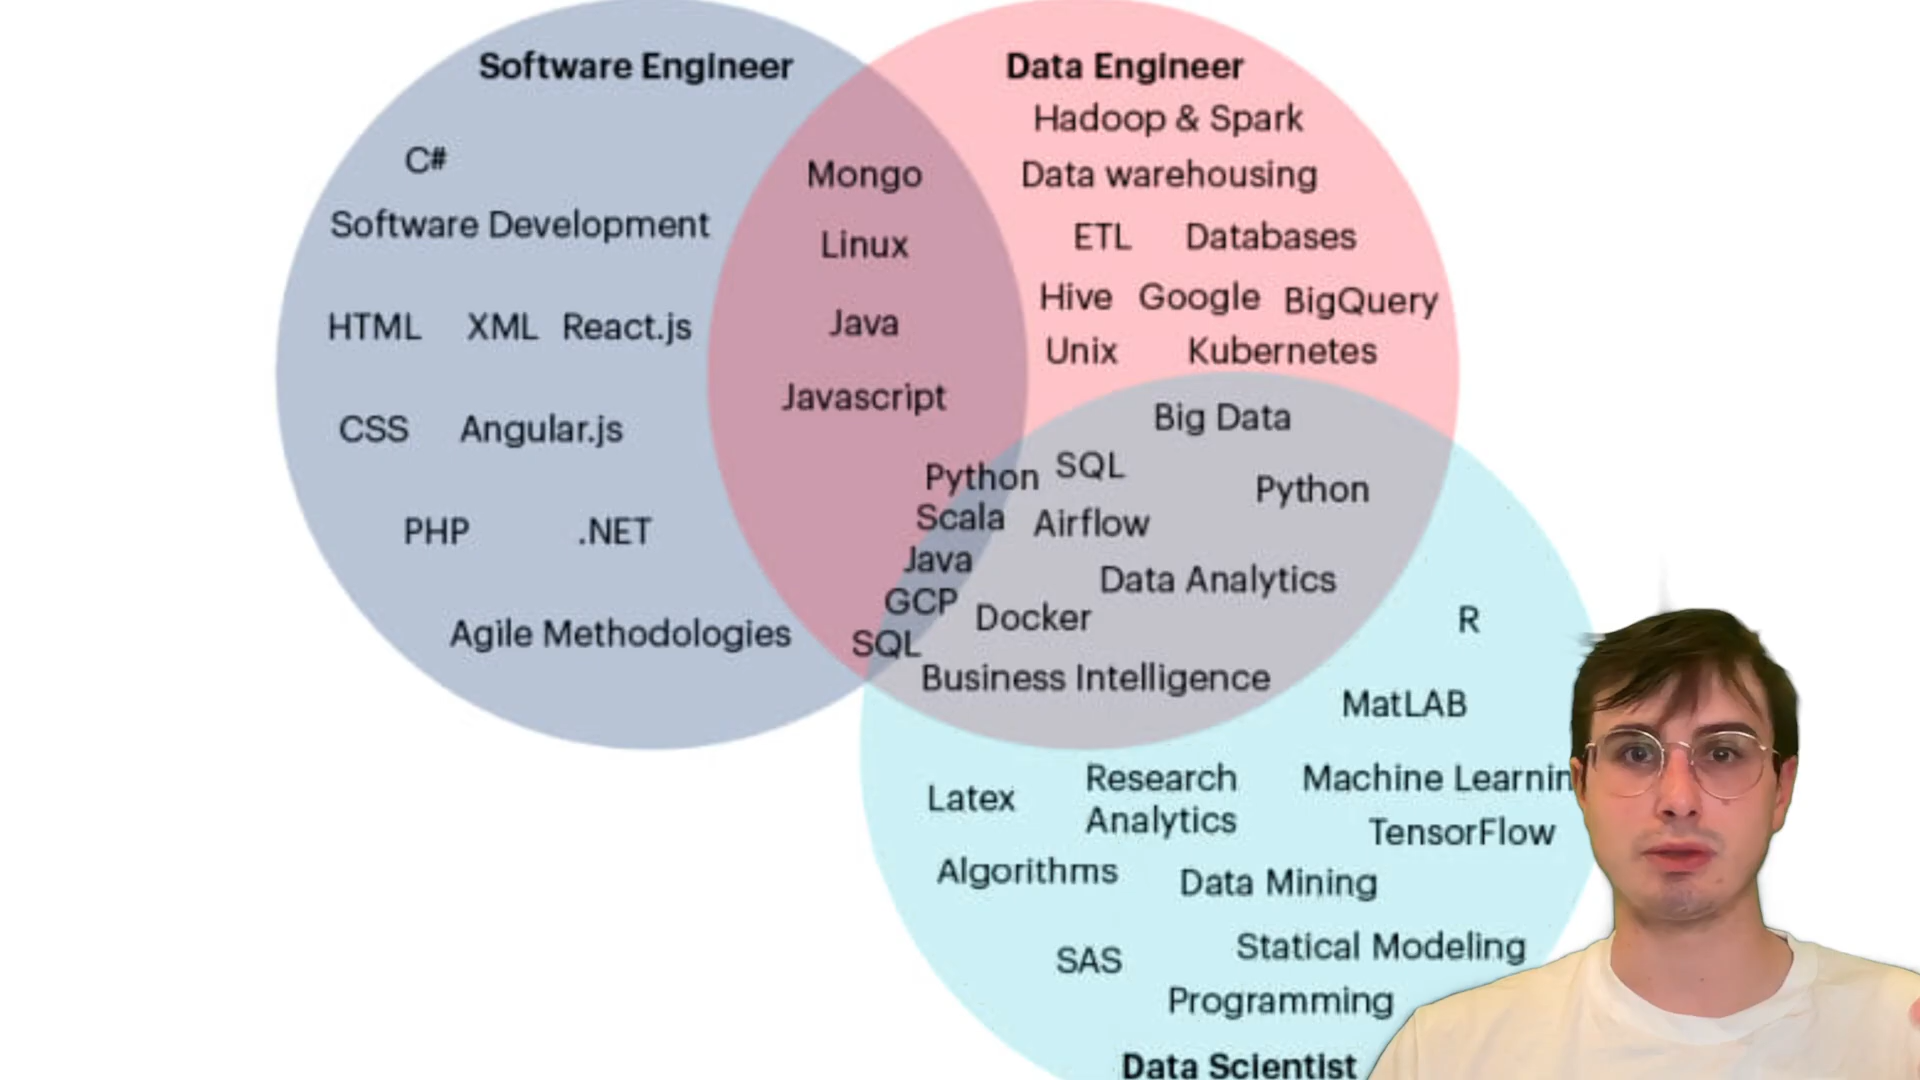 Software Engineer
C#
Software Development
HTML XML React.js
CSS Angular.js
PHP .NET
Agile Methodologies
Mongo
Linux
Java
Javascript
Data Engineer
Hadoop & Spark
Data warehousing
ETL Databases
Hive Google BigQuery
Unix Kubernetes
Python
Scala
Java
GCP
SQL
Big Data
SQL
Python
Airflow
Data Analytics
Docker
Business Intelligence
R
MatLAB
Latex
Research
Analytics
Machine Learnin
TensorFlow
Algorithms
Data Mining
SAS
Statical Modeling
Programming
Data Scientist